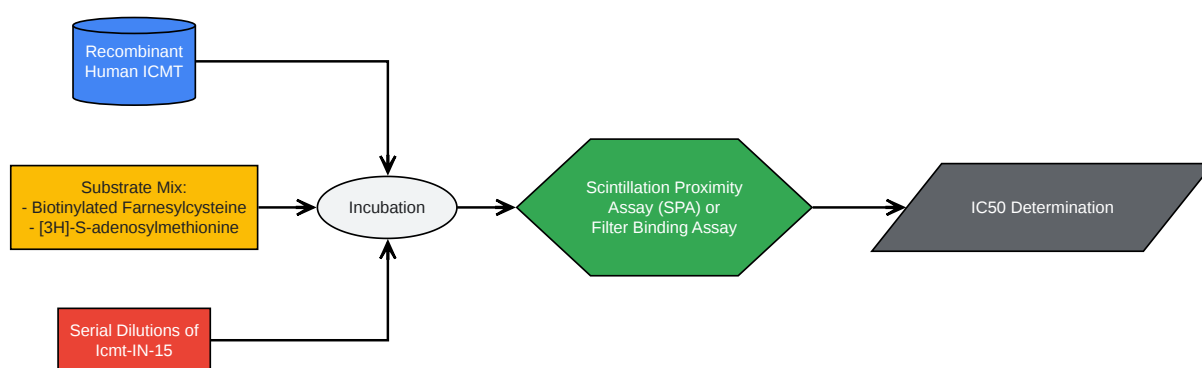 Recombinant
Human ICMT
Substrate Mix:
- Biotinylated Farnesylcysteine
- [3H]-S-adenosylmethionine
Serial Dilutions of
Icmt-IN-15
Incubation
Scintillation Proximity
Assay (SPA) or
Filter Binding Assay
IC50 Determination